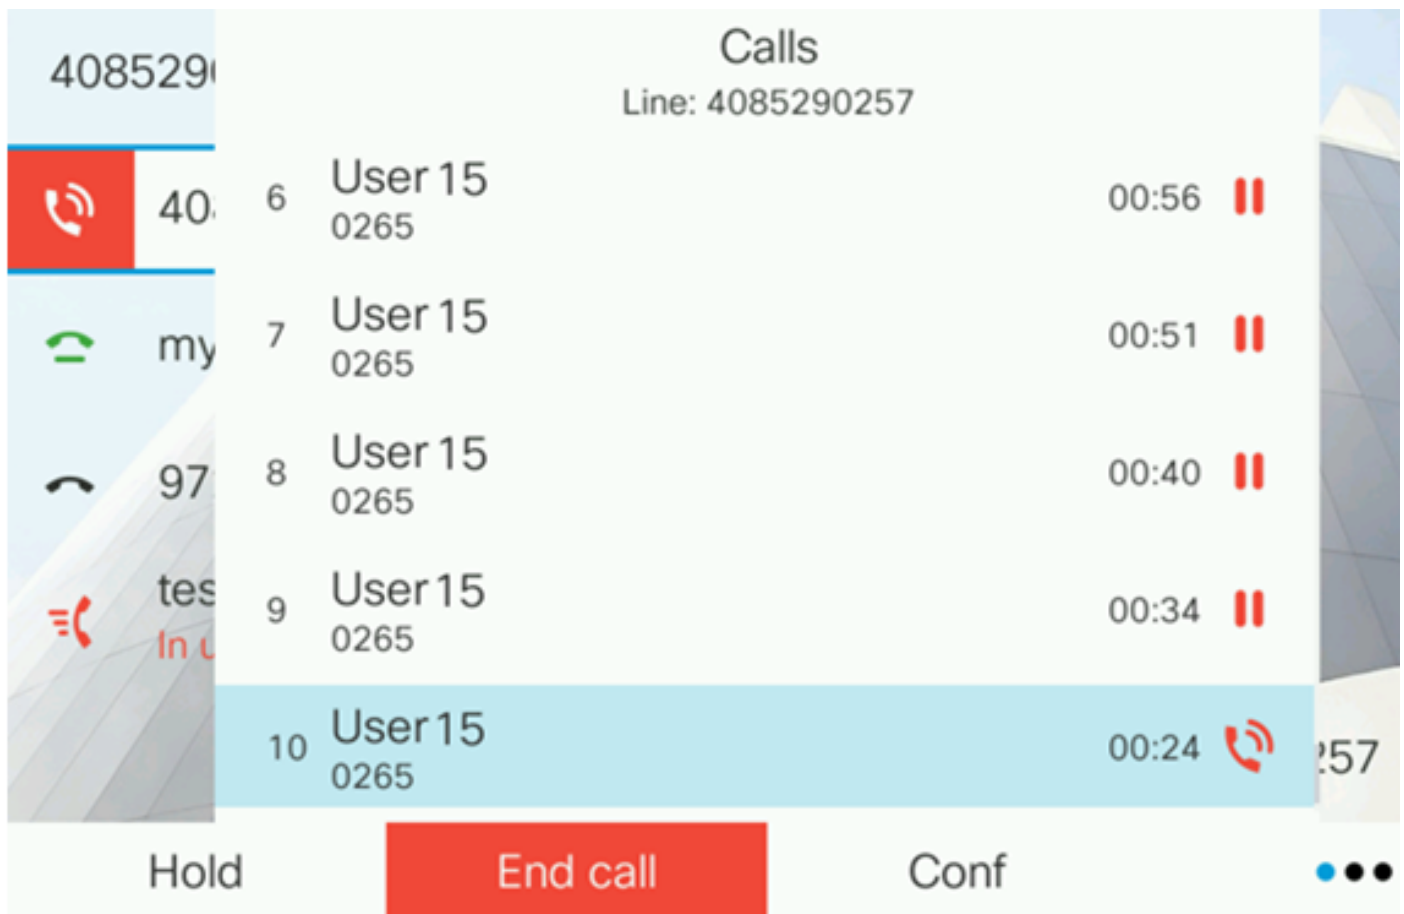 Calls
Line: 4085290257
408529
40
my
97
tes
In u
6 User 15 00:56
0265
7 User 15 00:51
0265
8 User 15 00:40
0265
9 User 15 00:34
0265
10 User 15 00:24
0265
257
Hold End call Conf